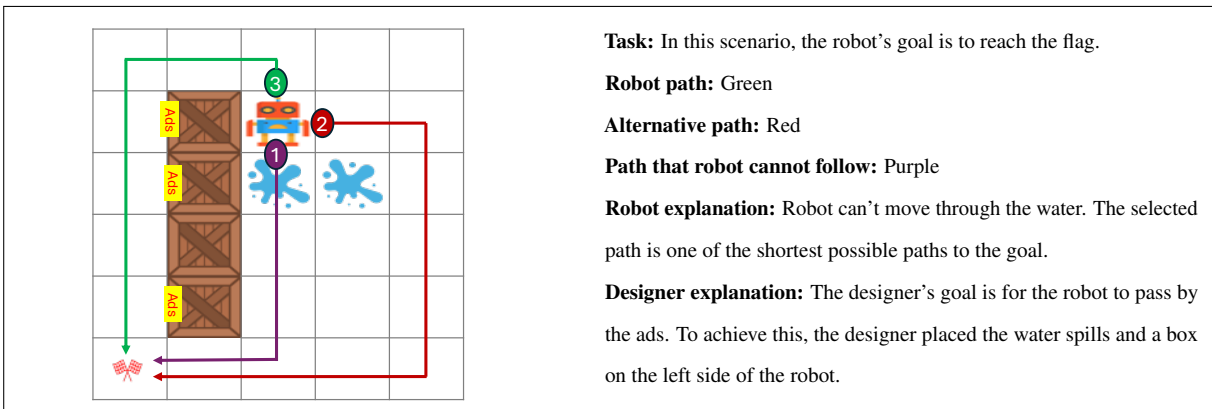 3
Ads
2
1
Ads
Ads
Task: In this scenario, the robot's goal is to reach the flag.
Robot path: Green
Alternative path: Red
Path that robot cannot follow: Purple
Robot explanation: Robot can't move through the water. The selected
path is one of the shortest possible paths to the goal.
Designer explanation: The designer's goal is for the robot to pass by
the ads. To achieve this, the designer placed the water spills and a box
on the left side of the robot.